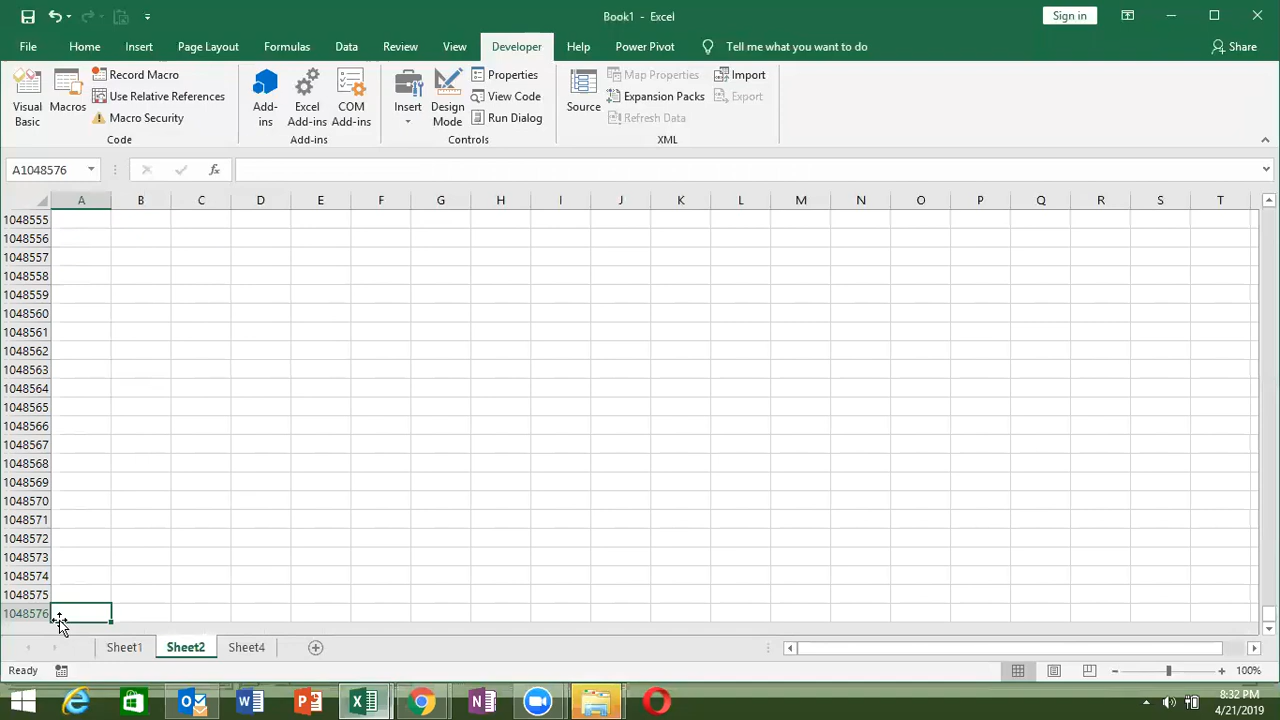 Book1 - Excel
Sign in
File Home Insert Page Layout Formulas Data Review View Developer Help Power Pivot Tell me what you want to do Share
Visual Basic
Macros
Record Macro
Use Relative References
Macro Security
Code
Add-ins
Excel Add-ins
COM Add-ins
Add-ins
Insert
Design Mode
Properties
View Code
Run Dialog
Controls
Source
Map Properties
Expansion Packs
Refresh Data
Import
Export
XML
A1048576
fx
A B C D E F G H I J K L M N O P Q R S T
1048555
1048556
1048557
1048558
1048559
1048560
1048561
1048562
1048563
1048564
1048565
1048566
1048567
1048568
1048569
1048570
1048571
1048572
1048573
1048574
1048575
1048576
Sheet1 Sheet2 Sheet4
Ready
100%
8:32 PM
4/21/2019